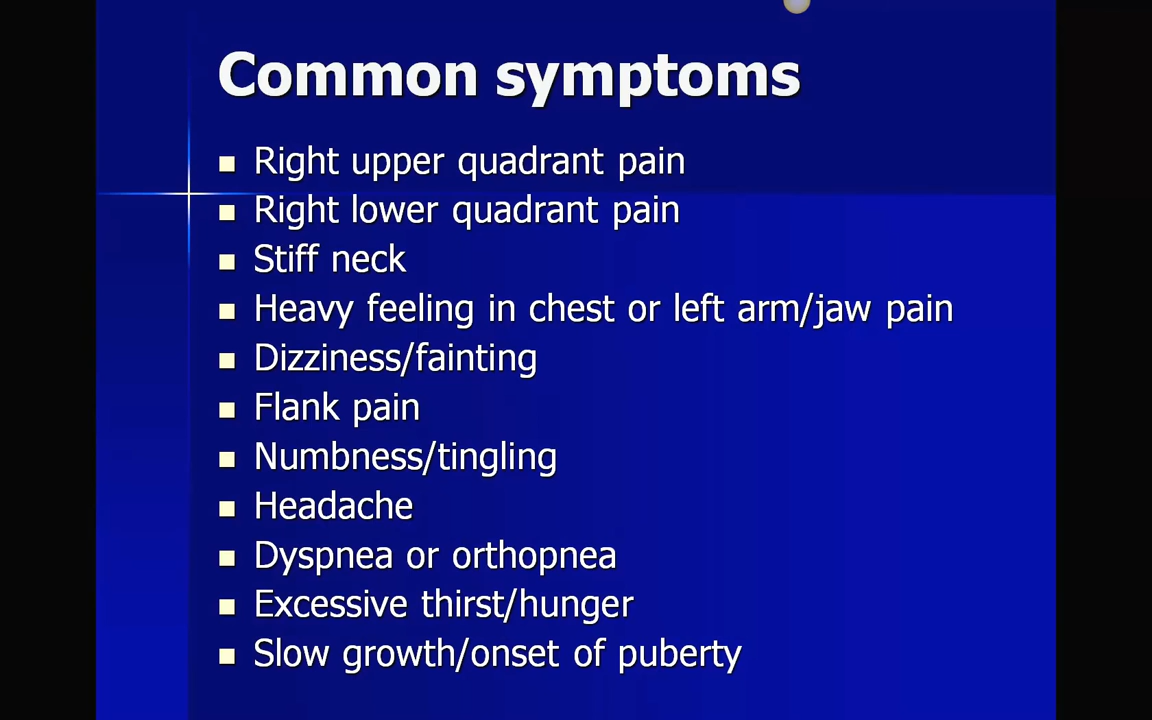 Common symptoms
Right upper quadrant pain
Right lower quadrant pain
Stiff neck
Heavy feeling in chest or left arm/jaw pain
Dizziness/fainting
Flank pain
Numbness/tingling
Headache
Dyspnea or orthopnea
Excessive thirst/hunger
Slow growth/onset of puberty